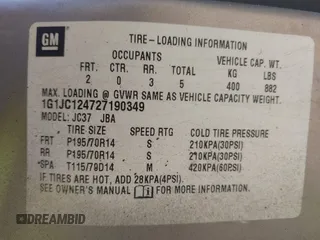 GM
TIRE-LOADING INFORMATION
OCCUPANTS VEHICLE CAP. WT.
FRT. CTR. RR. TOTAL KG LBS
2 0 3 5 400 882
MAX. LOADING @ GVWR SAME AS VEHICLE CAPACITY WEIGHT.
1G1JC124727190349
MODEL: JC37 JBA
TIRE SIZE SPEED RTG COLD TIRE PRESSURE
FRT P195/70R14 S 210KPA(30PSI)
RR P195/70R14 S 210KPA(30PSI)
SPA T115/70D14 M 420KPA(60PSI)
IF TIRES ARE HOT, ADD 28KPA(4PSI).
SEE OWNER'S MANUAL FOR MORE INFORMATION.
DREAMBID